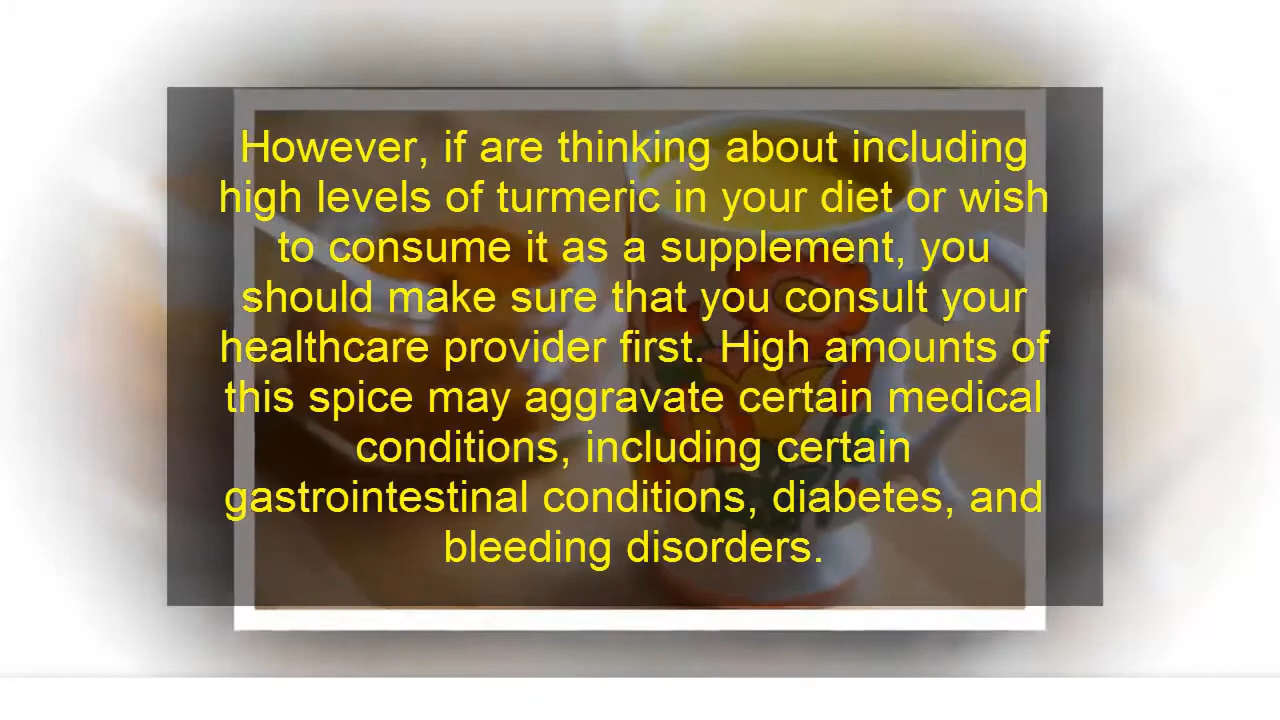 However, if are thinking about including
high levels of turmeric in your diet or wish
to consume it as a supplement, you
should make sure that you consult your
healthcare provider first. High amounts of
this spice may aggravate certain medical
conditions, including certain
gastrointestinal conditions, diabetes, and
bleeding disorders.